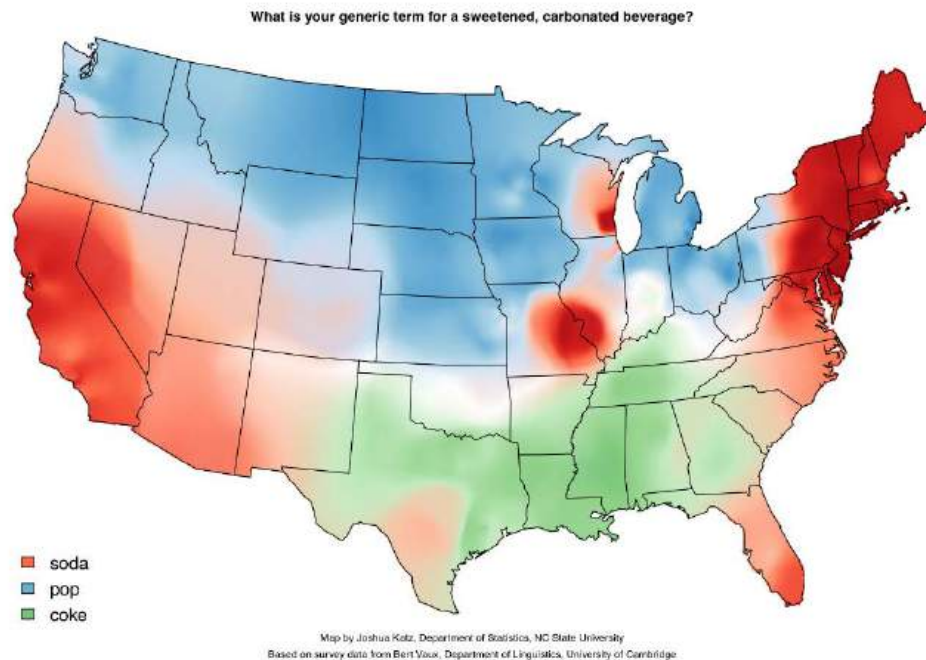 What is your generic term for a sweetened, carbonated beverage?
soda
pop
coke
Map by Joshua Katz, Department of Statistics, NC State University
Based on survey data from Bert Vaux, Department of Linguistics, University of Cambridge